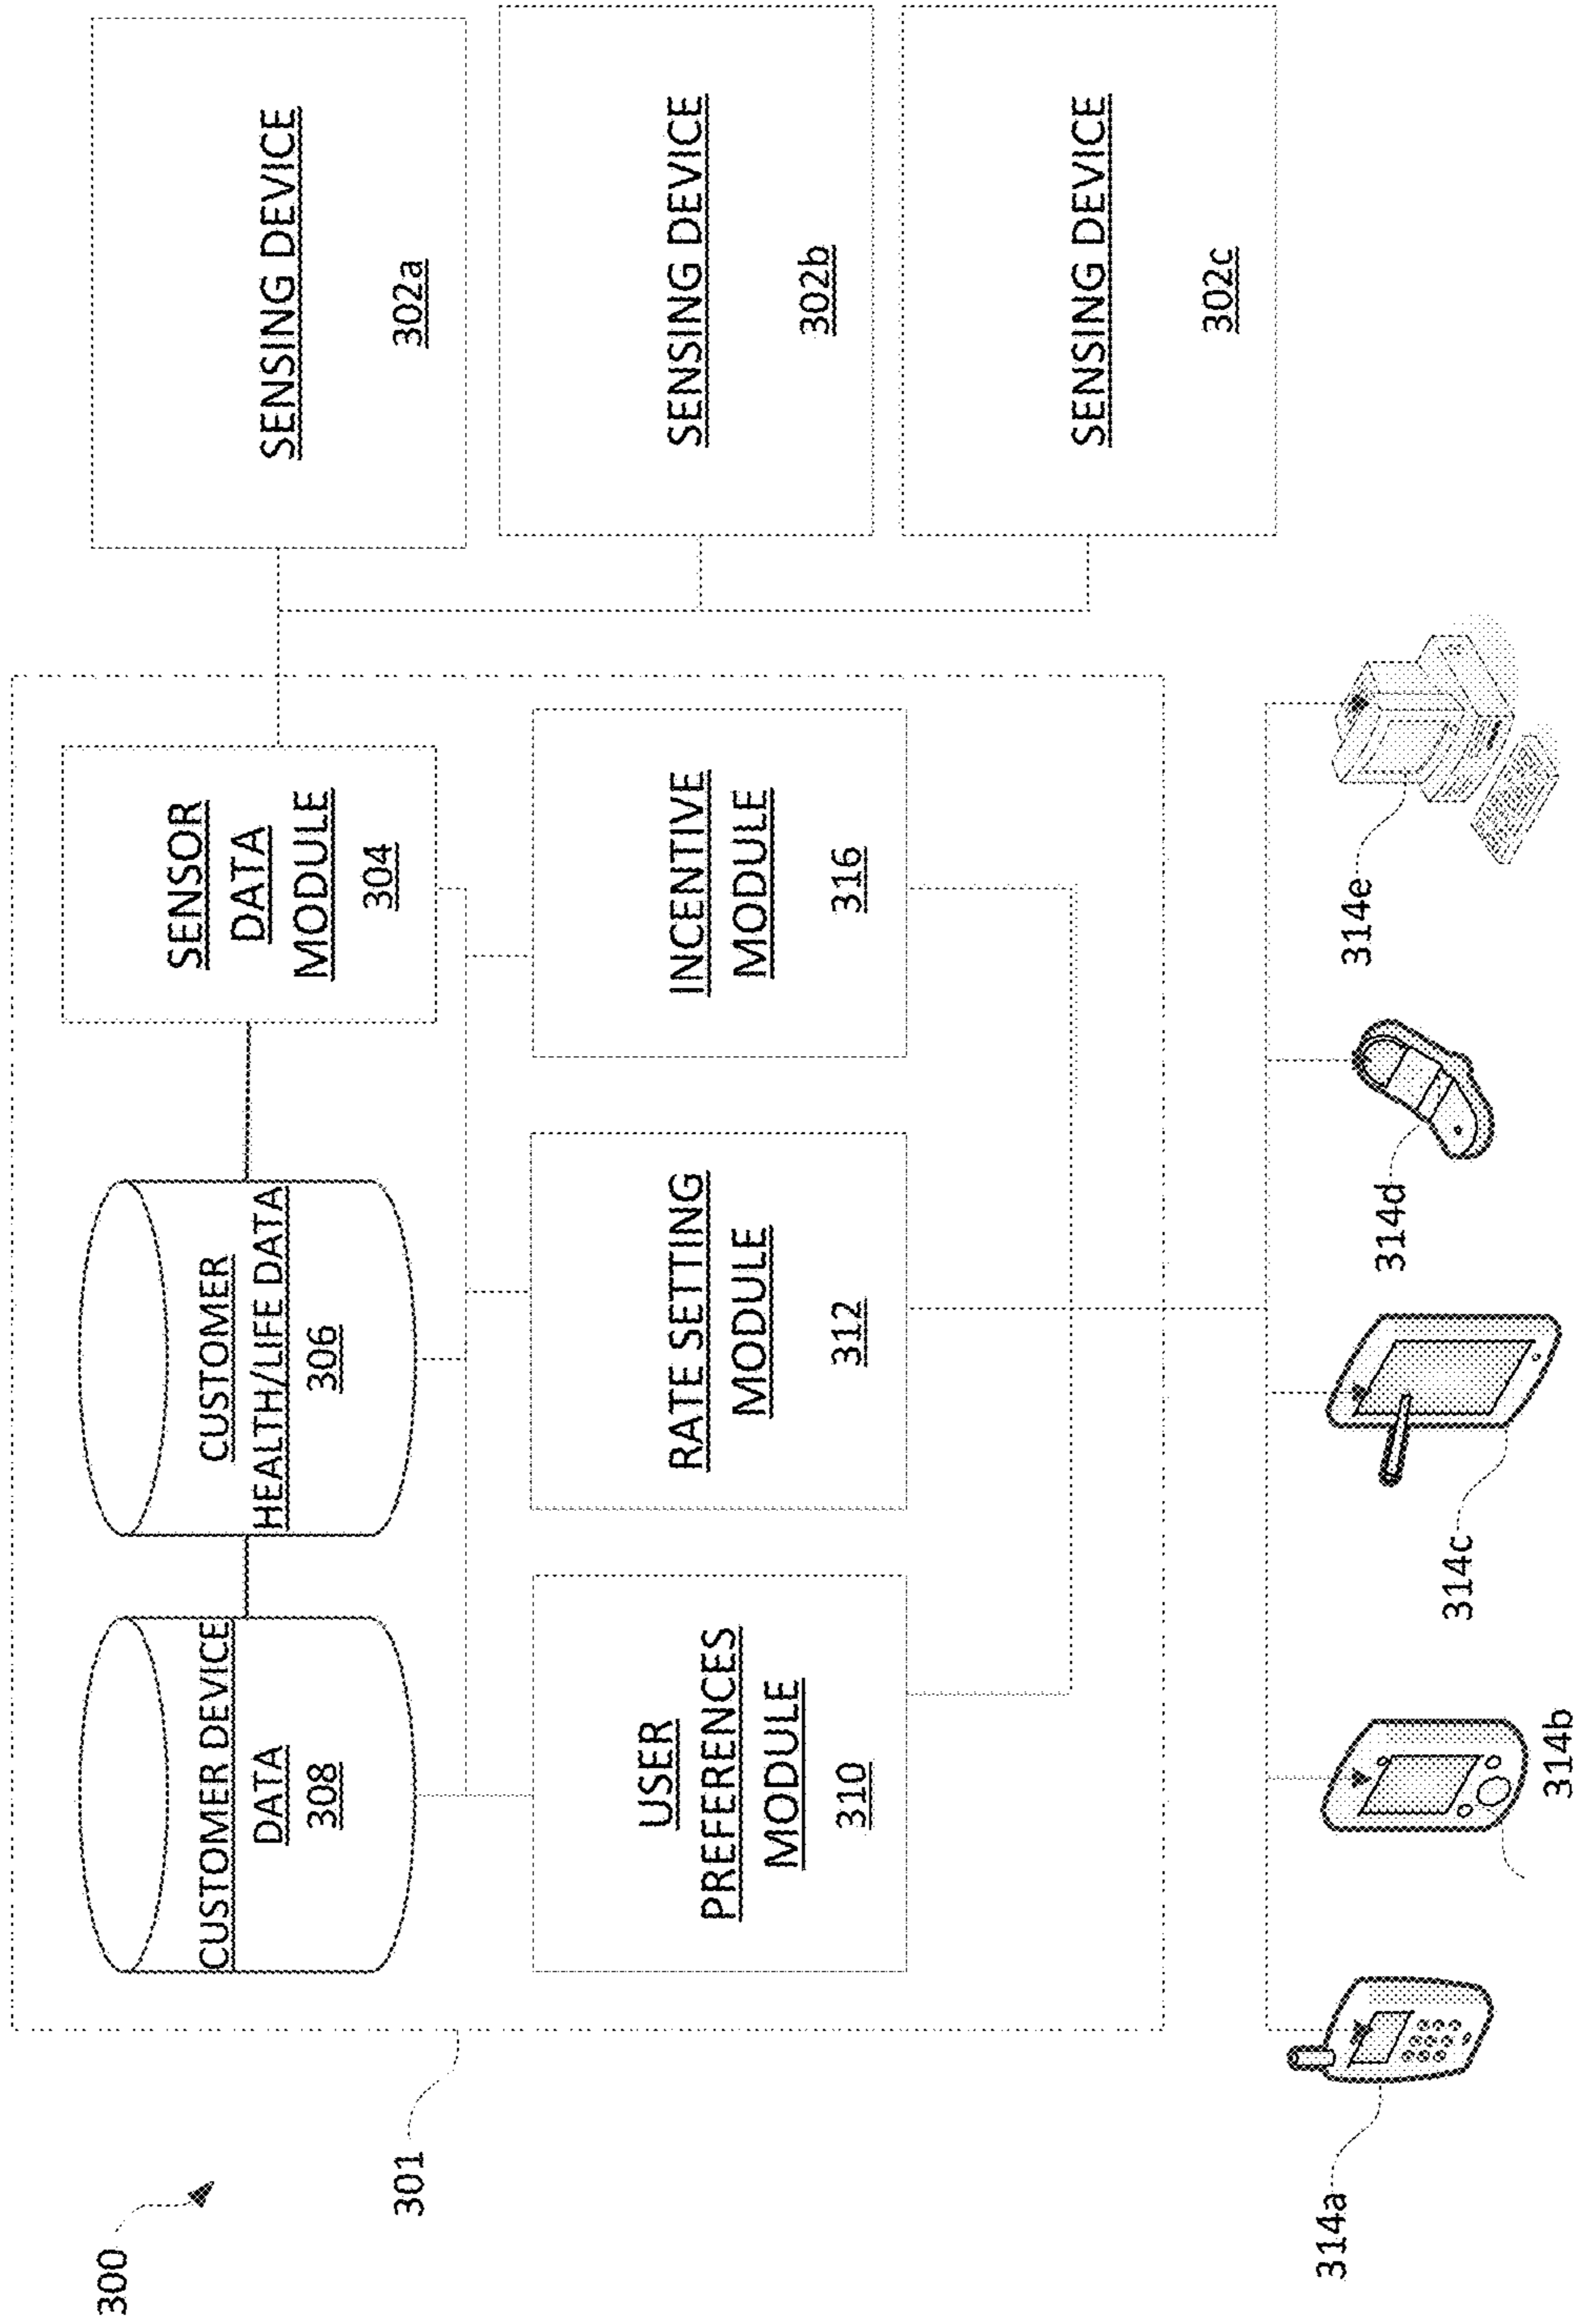 300
301
CUSTOMER DEVICE
DATA
308
CUSTOMER
HEALTH/LIFE DATA
306
SENSOR
DATA
MODULE
304
SENSING DEVICE
302a
USER
PREFERENCES
MODULE
310
RATE SETTING
MODULE
312
INCENTIVE
MODULE
316
SENSING DEVICE
302b
SENSING DEVICE
302c
314a
314b
314c
314d
314e